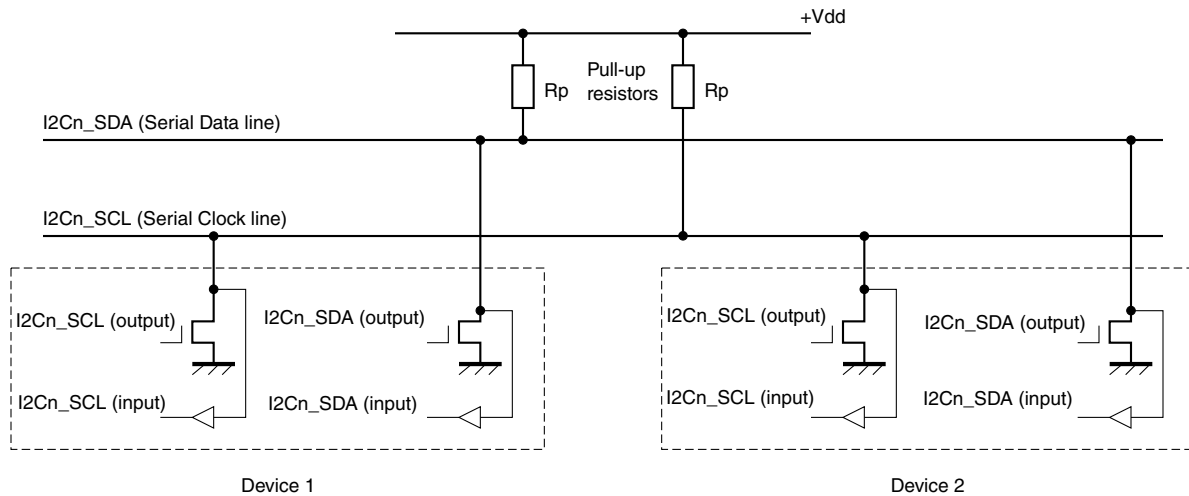 +Vdd
Rp
Pull-up
resistors
Rp
I2Cn_SDA (Serial Data line)
I2Cn_SCL (Serial Clock line)
I2Cn_SCL (output)
I2Cn_SDA (output)
I2Cn_SCL (input)
I2Cn_SDA (input)
Device 1
I2Cn_SCL (output)
I2Cn_SDA (output)
I2Cn_SCL (input)
I2Cn_SDA (input)
Device 2